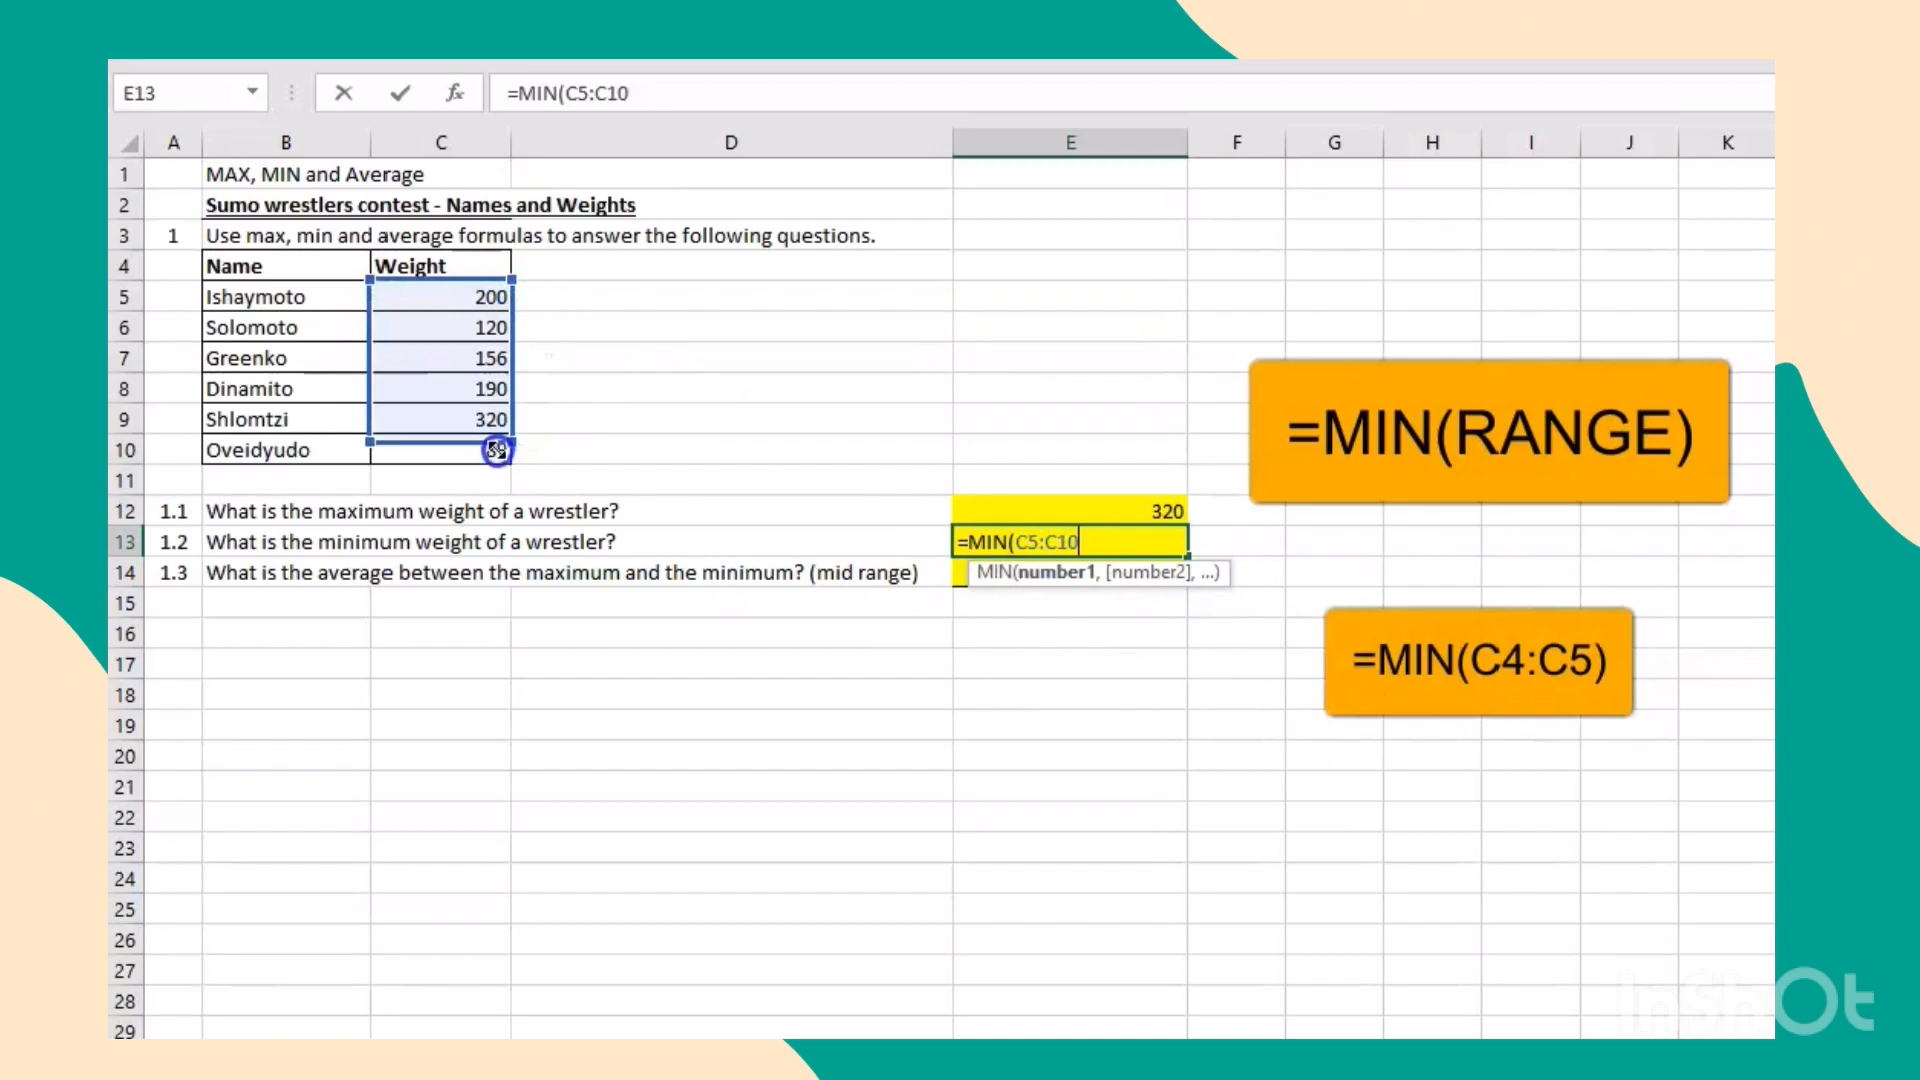 E13 fx =MIN(C5:C10
A B C D E F G H I J K
1 MAX, MIN and Average
2 Sumo wrestlers contest - Names and Weights
3 1 Use max, min and average formulas to answer the following questions.
4 Name Weight
5 Ishaymoto 200
6 Solomoto 120
7 Greenko 156
8 Dinamito 190
9 Shlomtzi 320
10 Oveidyudo
11
12 1.1 What is the maximum weight of a wrestler? 320
13 1.2 What is the minimum weight of a wrestler? =MIN(C5:C10
14 1.3 What is the average between the maximum and the minimum? (mid range) MIN(number1, [number2], ...)
15
16
17
18
19
20
21
22
23
24
25
26
27
28
29
=MIN(RANGE)
=MIN(C4:C5)
InShOt